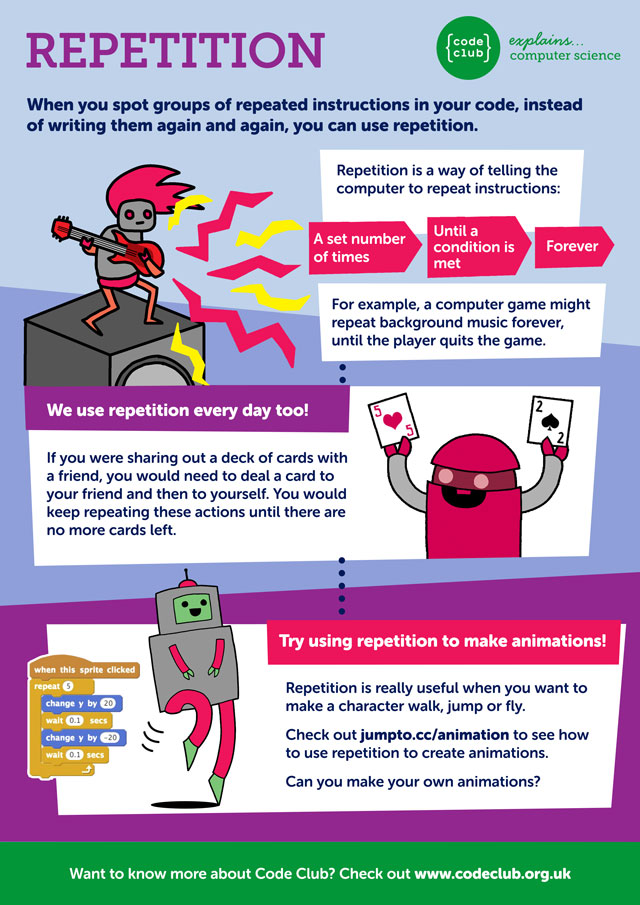 REPETITION
{code
club}
explains...
computer science
When you spot groups of repeated instructions in your code, instead
of writing them again and again, you can use repetition.
Repetition is a way of telling the
computer to repeat instructions:
A set number
of times
Until a
condition is
met
Forever
For example, a computer game might
repeat background music forever,
until the player quits the game.
We use repetition every day too!
5
5
2
2
If you were sharing out a deck of cards with
a friend, you would need to deal a card to
your friend and then to yourself. You would
keep repeating these actions until there are
no more cards left.
Try using repetition to make animations!
when this sprite clicked
repeat 5
change y by 20
wait 0.1 secs
change y by -20
wait 0.1 secs
Repetition is really useful when you want to
make a character walk, jump or fly.
Check out jumpto.cc/animation to see how
to use repetition to create animations.
Can you make your own animations?
Want to know more about Code Club? Check out www.codeclub.org.uk